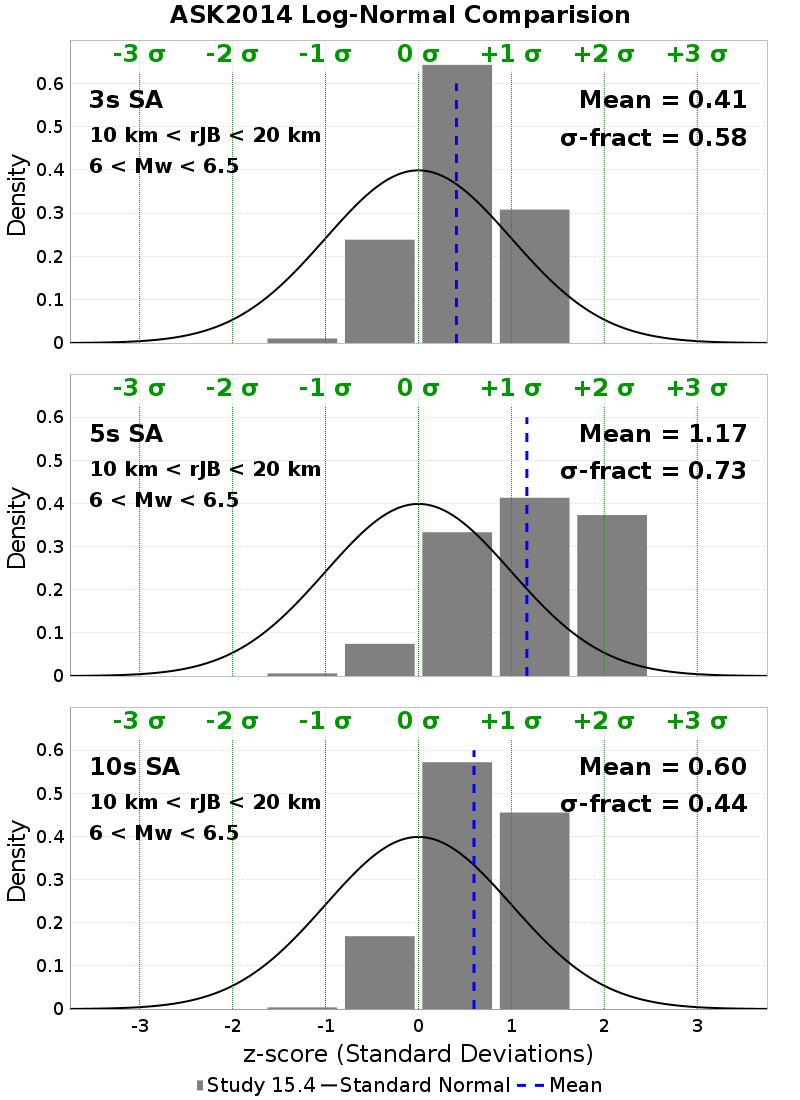 ASK2014 Log-Normal Comparision
-3 σ -2 σ -1 σ 0 σ +1 σ +2 σ +3 σ
3s SA
10 km < rJB < 20 km
6 < Mw < 6.5
Mean = 0.41
σ-fract = 0.58
Density
0.6
0.5
0.4
0.3
0.2
0.1
0
-3 σ -2 σ -1 σ 0 σ +1 σ +2 σ +3 σ
5s SA
10 km < rJB < 20 km
6 < Mw < 6.5
Mean = 1.17
σ-fract = 0.73
Density
0.6
0.5
0.4
0.3
0.2
0.1
0
-3 σ -2 σ -1 σ 0 σ +1 σ +2 σ +3 σ
10s SA
10 km < rJB < 20 km
6 < Mw < 6.5
Mean = 0.60
σ-fract = 0.44
Density
0.6
0.5
0.4
0.3
0.2
0.1
0
-3 -2 -1 0 1 2 3
z-score (Standard Deviations)
Study 15.4 Standard Normal Mean